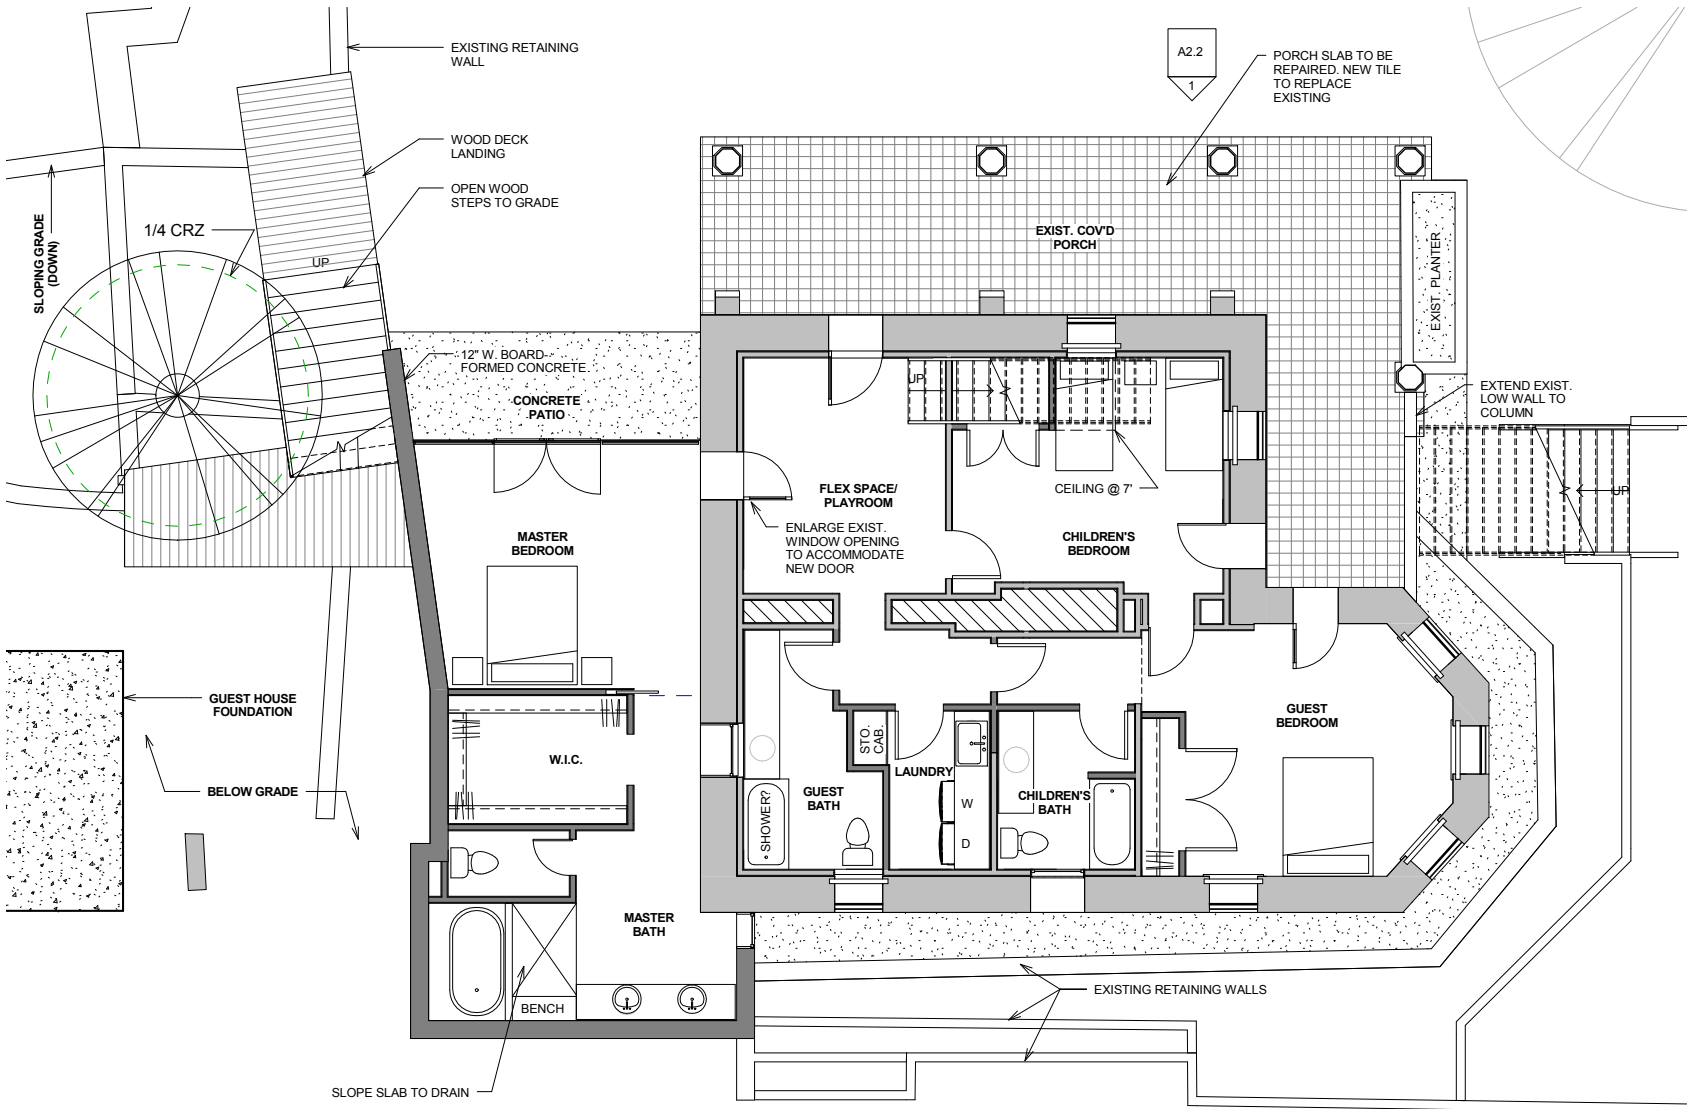 EXISTING RETAINING
WALL
A2.2
1
PORCH SLAB TO BE
REPAIRED. NEW TILE
TO REPLACE
EXISTING
WOOD DECK
LANDING
OPEN WOOD
STEPS TO GRADE
SLOPING GRADE
(DOWN)
1/4 CRZ
UP
EXIST. COV'D
PORCH
EXIST. PLANTER
12" W. BOARD-
FORMED CONCRETE
CONCRETE
PATIO
UP
EXTEND EXIST.
LOW WALL TO
COLUMN
CEILING @ 7'
UP
FLEX SPACE/
PLAYROOM
ENLARGE EXIST.
WINDOW OPENING
TO ACCOMMODATE
NEW DOOR
MASTER
BEDROOM
CHILDREN'S
BEDROOM
GUEST HOUSE
FOUNDATION
GUEST
BEDROOM
W.I.C.
STO.
CAB.
LAUNDRY
BELOW GRADE
GUEST
BATH
SHOWER?
W
D
CHILDREN'S
BATH
MASTER
BATH
BENCH
EXISTING RETAINING WALLS
SLOPE SLAB TO DRAIN